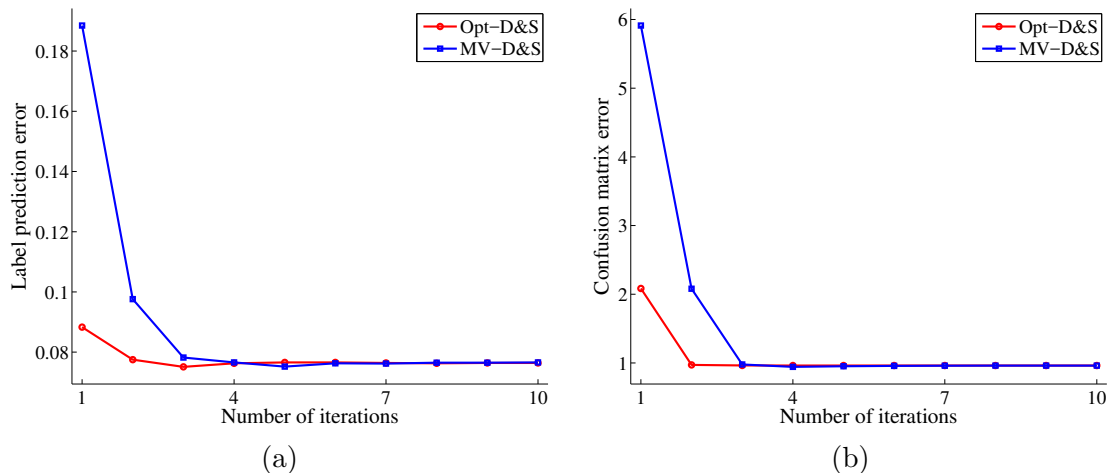 Opt−D&S
MV−D&S
0.18
0.16
0.14
0.12
0.1
0.08
Label prediction error
1
4
7
10
Number of iterations
(a)
Opt−D&S
MV−D&S
6
5
4
3
2
1
Confusion matrix error
1
4
7
10
Number of iterations
(b)